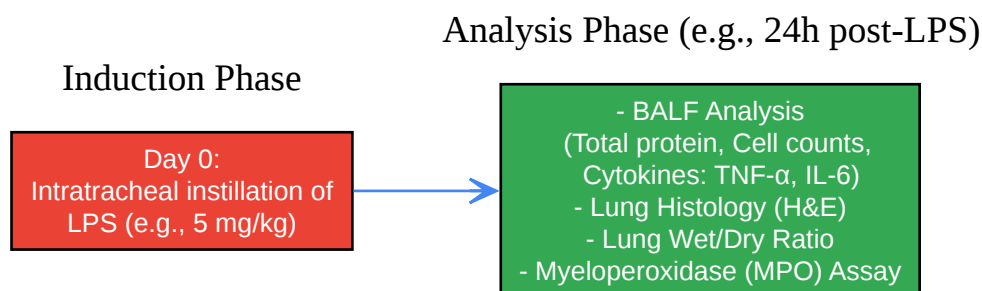 Analysis Phase (e.g., 24h post-LPS)
Induction Phase
Day 0:
Intratracheal instillation of
LPS (e.g., 5 mg/kg)
- BALF Analysis
(Total protein, Cell counts,
Cytokines: TNF-α, IL-6)
- Lung Histology (H&E)
- Lung Wet/Dry Ratio
- Myeloperoxidase (MPO) Assay